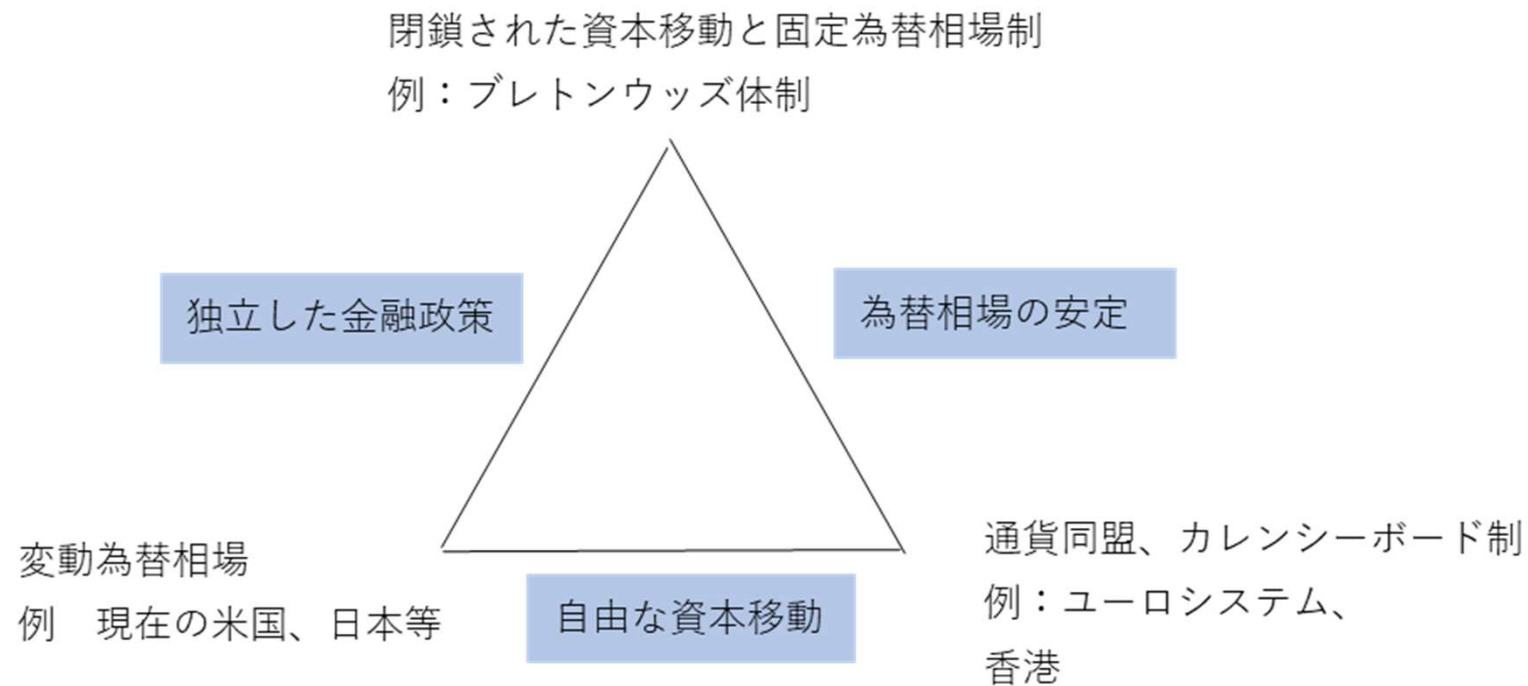 閉鎖された資本移動と固定為替相場制
例：ブレトンウッズ体制
独立した金融政策
為替相場の安定
変動為替相場
例　現在の米国、日本等
自由な資本移動
通貨同盟、カレンシーボード制
例：ユーロシステム、
香港